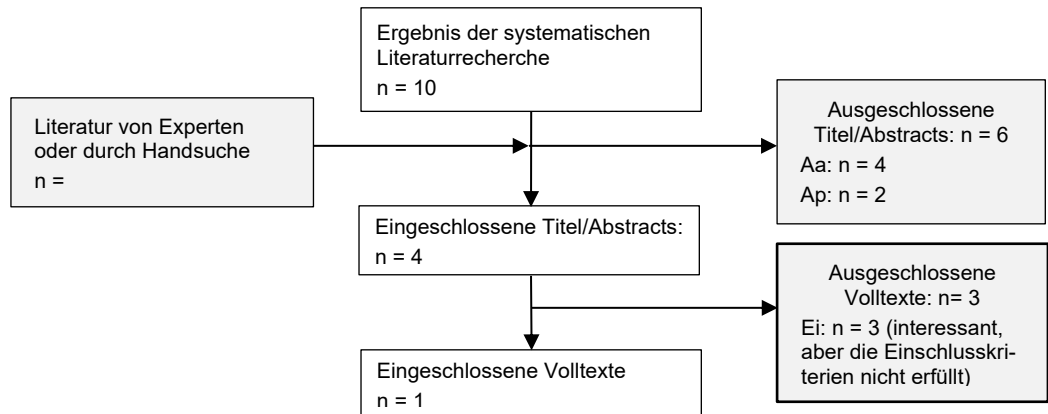 Ergebnis der systematischen
Literaturrecherche
n = 10
Literatur von Experten
oder durch Handsuche
n =
Ausgeschlossene
Titel/Abstracts: n = 6
Aa: n = 4
Ap: n = 2
Eingeschlossene Titel/Abstracts:
n = 4
Ausgeschlossene
Volltexte: n= 3
Ei: n = 3 (interessant,
aber die Einschlusskri-
terien nicht erfüllt)
Eingeschlossene Volltexte
n = 1